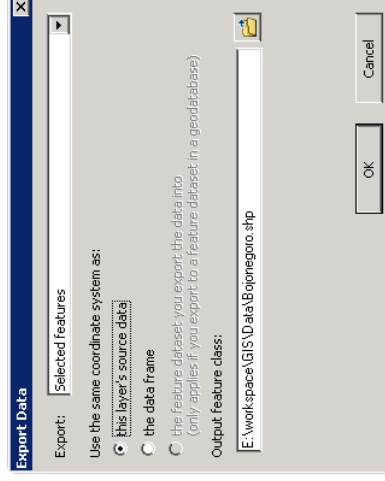 Export Data
Export: Selected features
Use the same coordinate system as:
this layer's source data
the data frame
the feature dataset you export the data into
(only applies if you export to a feature dataset in a geodatabase)
Output feature class:
E:\workspace\GIS\Data\Bojonegoro.shp
OK Cancel